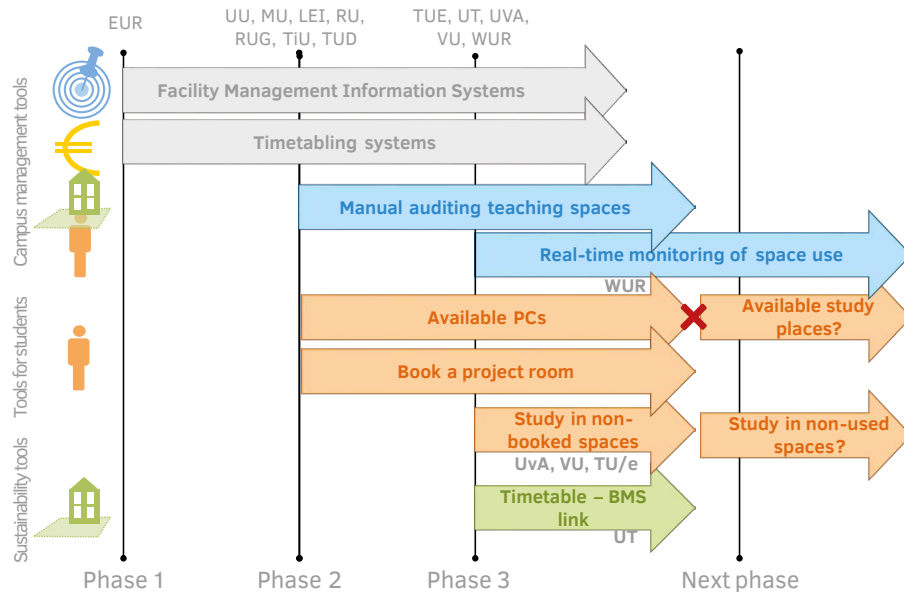 EUR
UU, MU, LEI, RU,
RUG, TiU, TUD
TUE, UT, UVA,
VU, WUR
Campus management tools
Facility Management Information Systems
Timetabling systems
Manual auditing teaching spaces
Real-time monitoring of space use
WUR
Tools for students
Available PCs
Available study
places?
Book a project room
Study in non-
booked spaces
Study in non-used
spaces?
UvA, VU, TU/e
Sustainability tools
Timetable – BMS
link
UT
Phase 1
Phase 2
Phase 3
Next phase